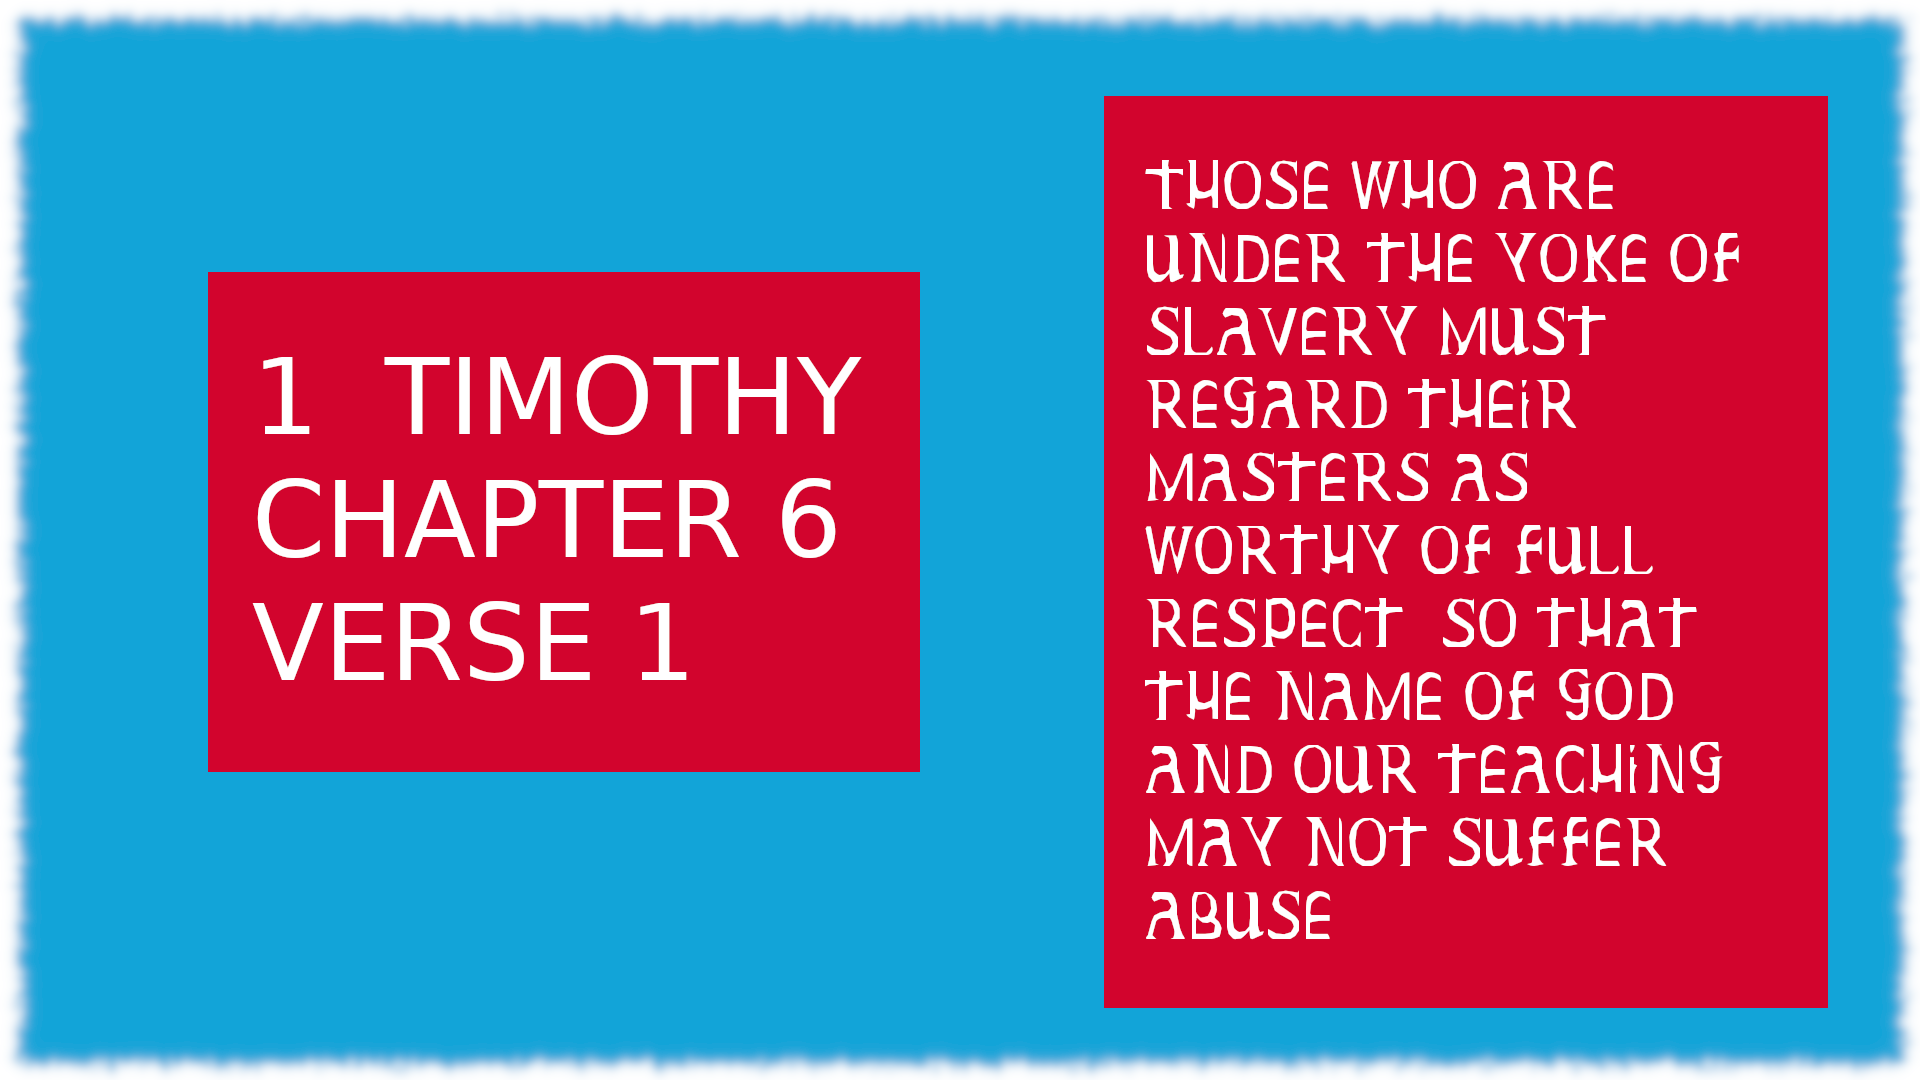 1  TIMOTHY
CHAPTER 6
VERSE 1
THOSE WHO ARE
UNDER THE YOKE OF
SLAVERY MUST
REGARD THEIR
MASTERS AS
WORTHY OF FULL
RESPECT  SO THAT
THE NAME OF GOD
AND OUR TEACHING
MAY NOT SUFFER
ABUSE